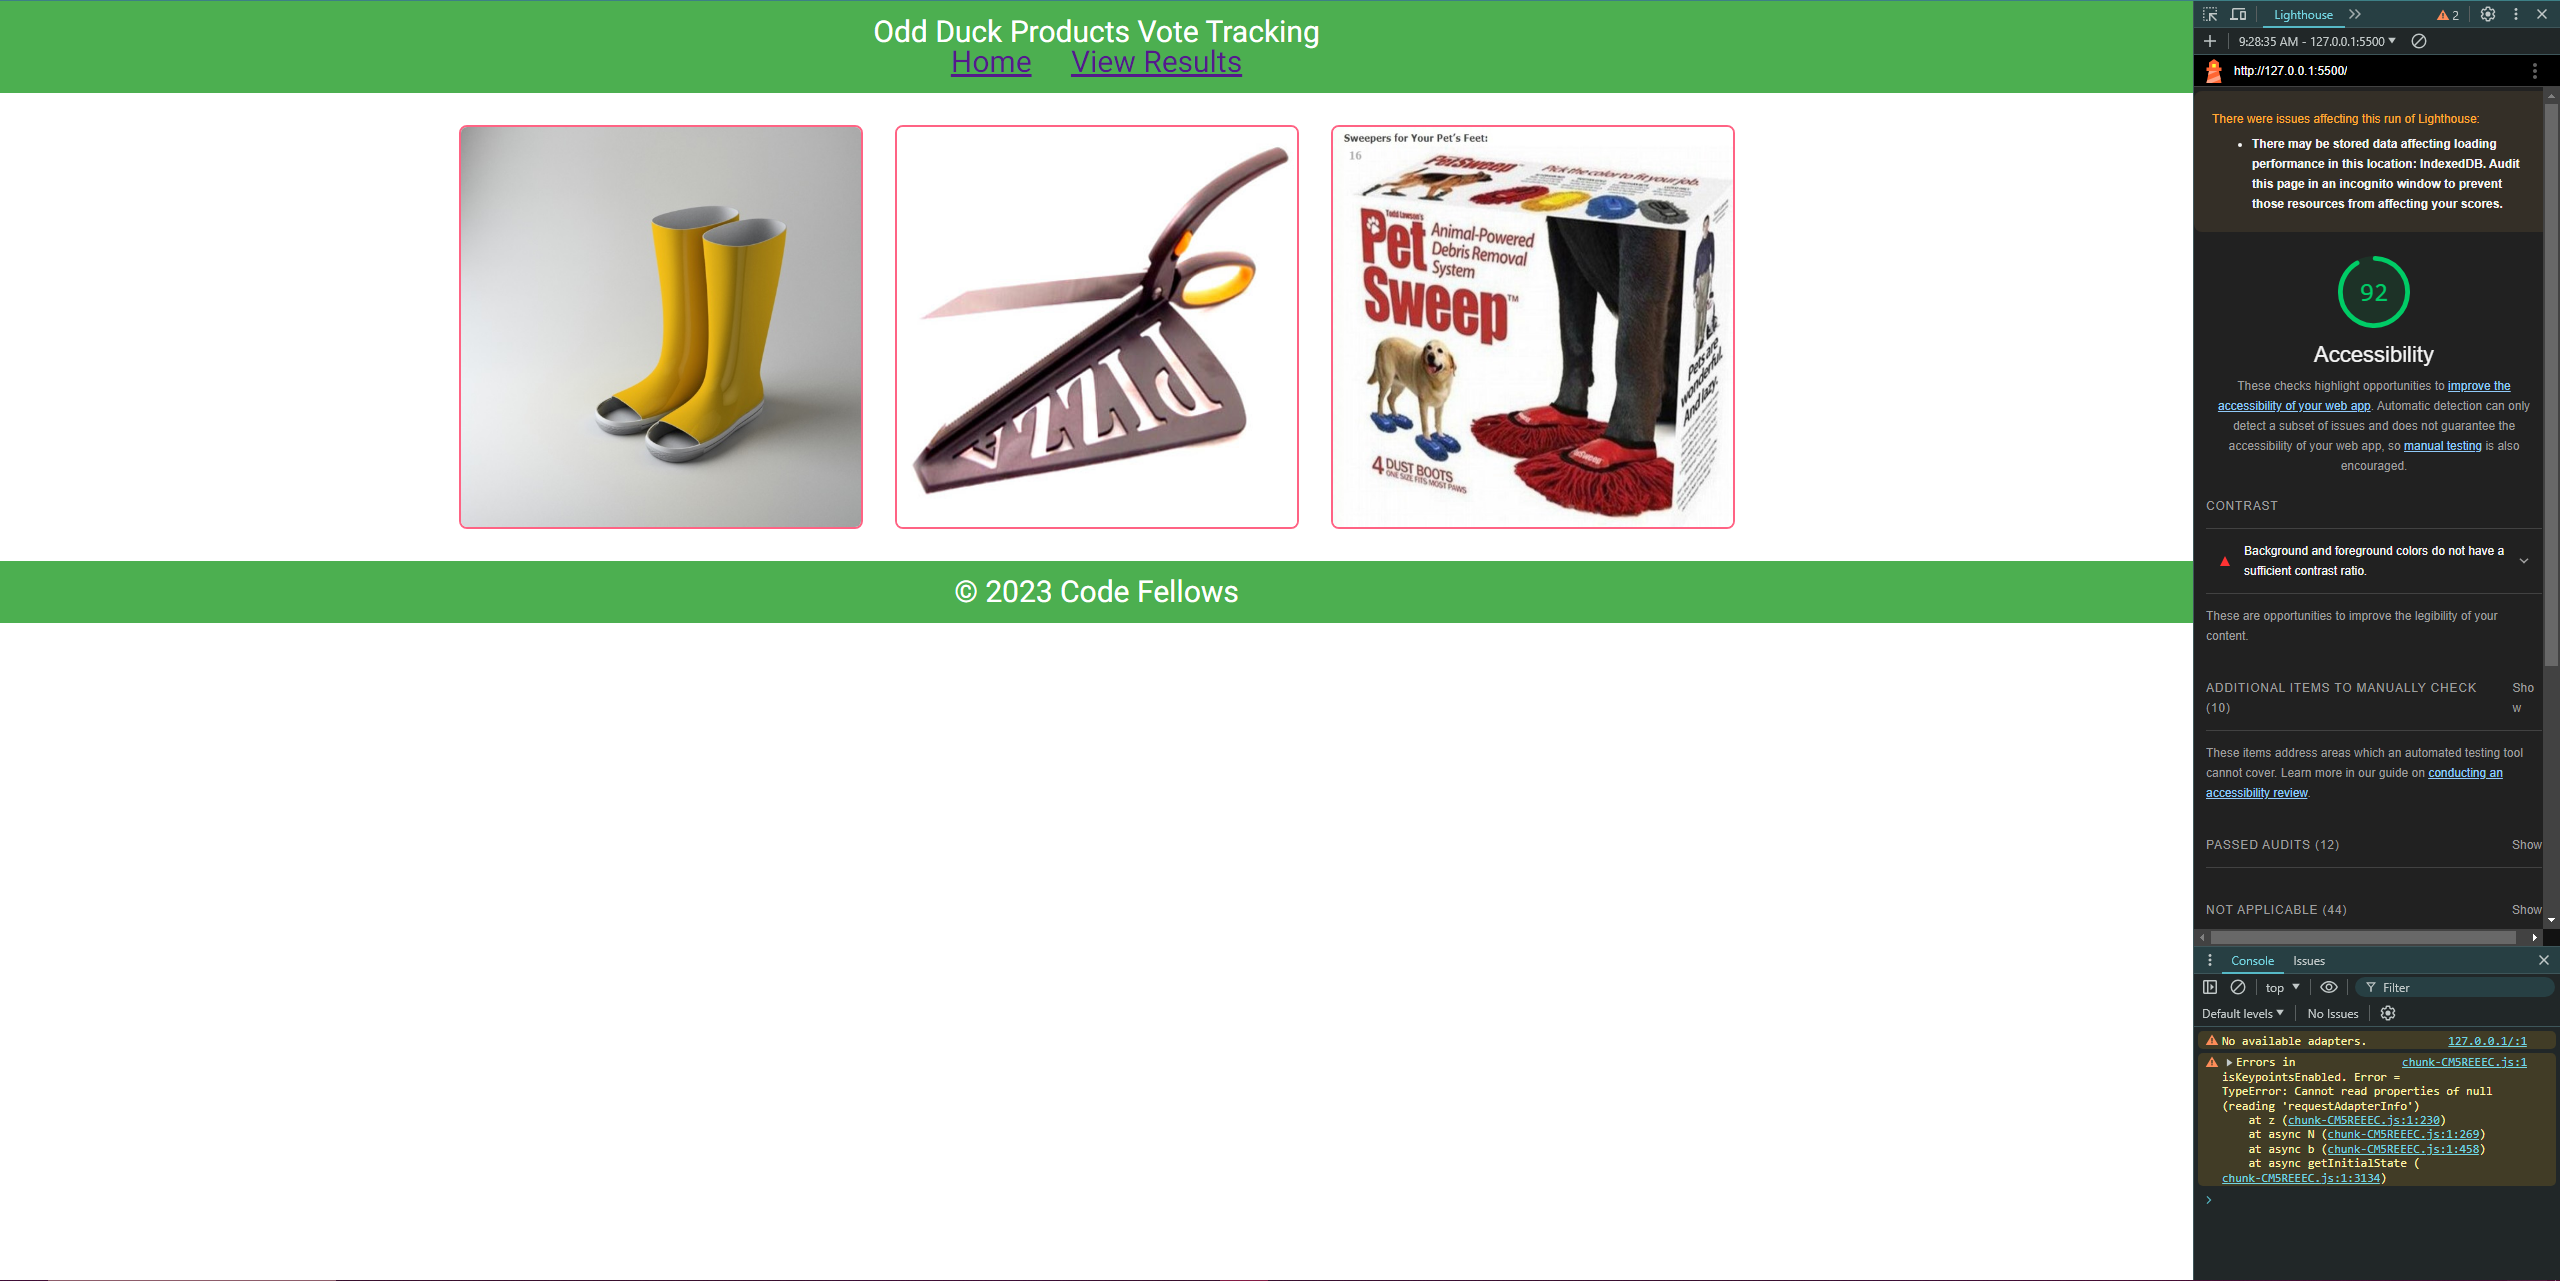 Odd Duck Products Vote Tracking
Home View Results
PIZZA
Sweepers for Your Pet's Feet:
16
PetSweep
Pick the color to fit your job.
Todd Lawson's
Pet
Sweep™
Animal-Powered
Debris Removal
System
Pets are
wonderful.
And lazy.
4 DUST BOOTS
ONE SIZE FITS MOST PAWS
© 2023 Code Fellows
Lighthouse
2
9:28:35 AM - 127.0.0.1:5500
http://127.0.0.1:5500/
There were issues affecting this run of Lighthouse:
• There may be stored data affecting loading
performance in this location: IndexedDB. Audit
this page in an incognito window to prevent
those resources from affecting your scores.
92
Accessibility
These checks highlight opportunities to improve the
accessibility of your web app. Automatic detection can only
detect a subset of issues and does not guarantee the
accessibility of your web app, so manual testing is also
encouraged.
CONTRAST
Background and foreground colors do not have a
sufficient contrast ratio.
These are opportunities to improve the legibility of your
content.
ADDITIONAL ITEMS TO MANUALLY CHECK Sho
(10) w
These items address areas which an automated testing tool
cannot cover. Learn more in our guide on conducting an
accessibility review.
PASSED AUDITS (12) Show
NOT APPLICABLE (44) Show
Console Issues
top Filter
Default levels No Issues
No available adapters. 127.0.0.1/:1
Errors in chunk-CM5REEEC.js:1
isKeypointsEnabled. Error =
TypeError: Cannot read properties of null
(reading 'requestAdapterInfo')
at z (chunk-CM5REEEC.js:1:230)
at async N (chunk-CM5REEEC.js:1:269)
at async b (chunk-CM5REEEC.js:1:458)
at async getInitialState (
chunk-CM5REEEC.js:1:3134)